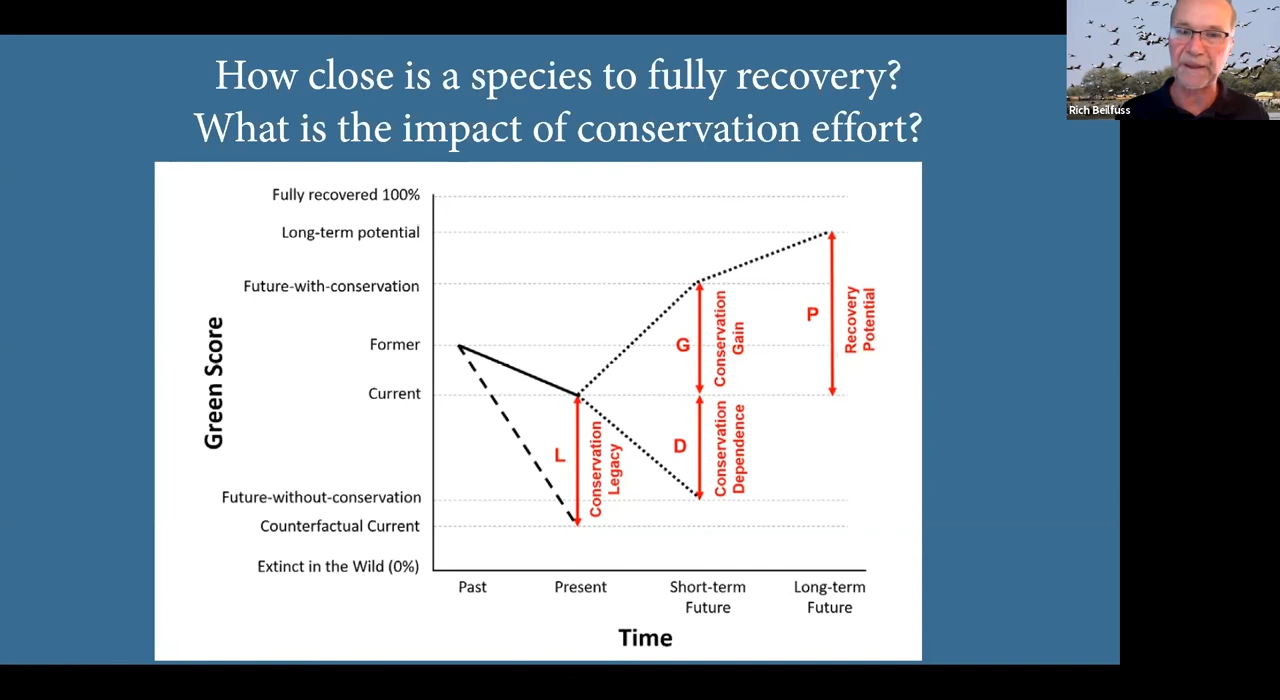 How close is a species to fully recovery?
What is the impact of conservation effort?
Rich Beilfuss
Green Score
Fully recovered 100%
Long-term potential
Future-with-conservation
Former
Current
Future-without-conservation
Counterfactual Current
Extinct in the Wild (0%)
L
Conservation
Legacy
G
Conservation
Gain
D
Conservation
Dependence
P
Recovery
Potential
Past
Present
Short-term
Future
Long-term
Future
Time